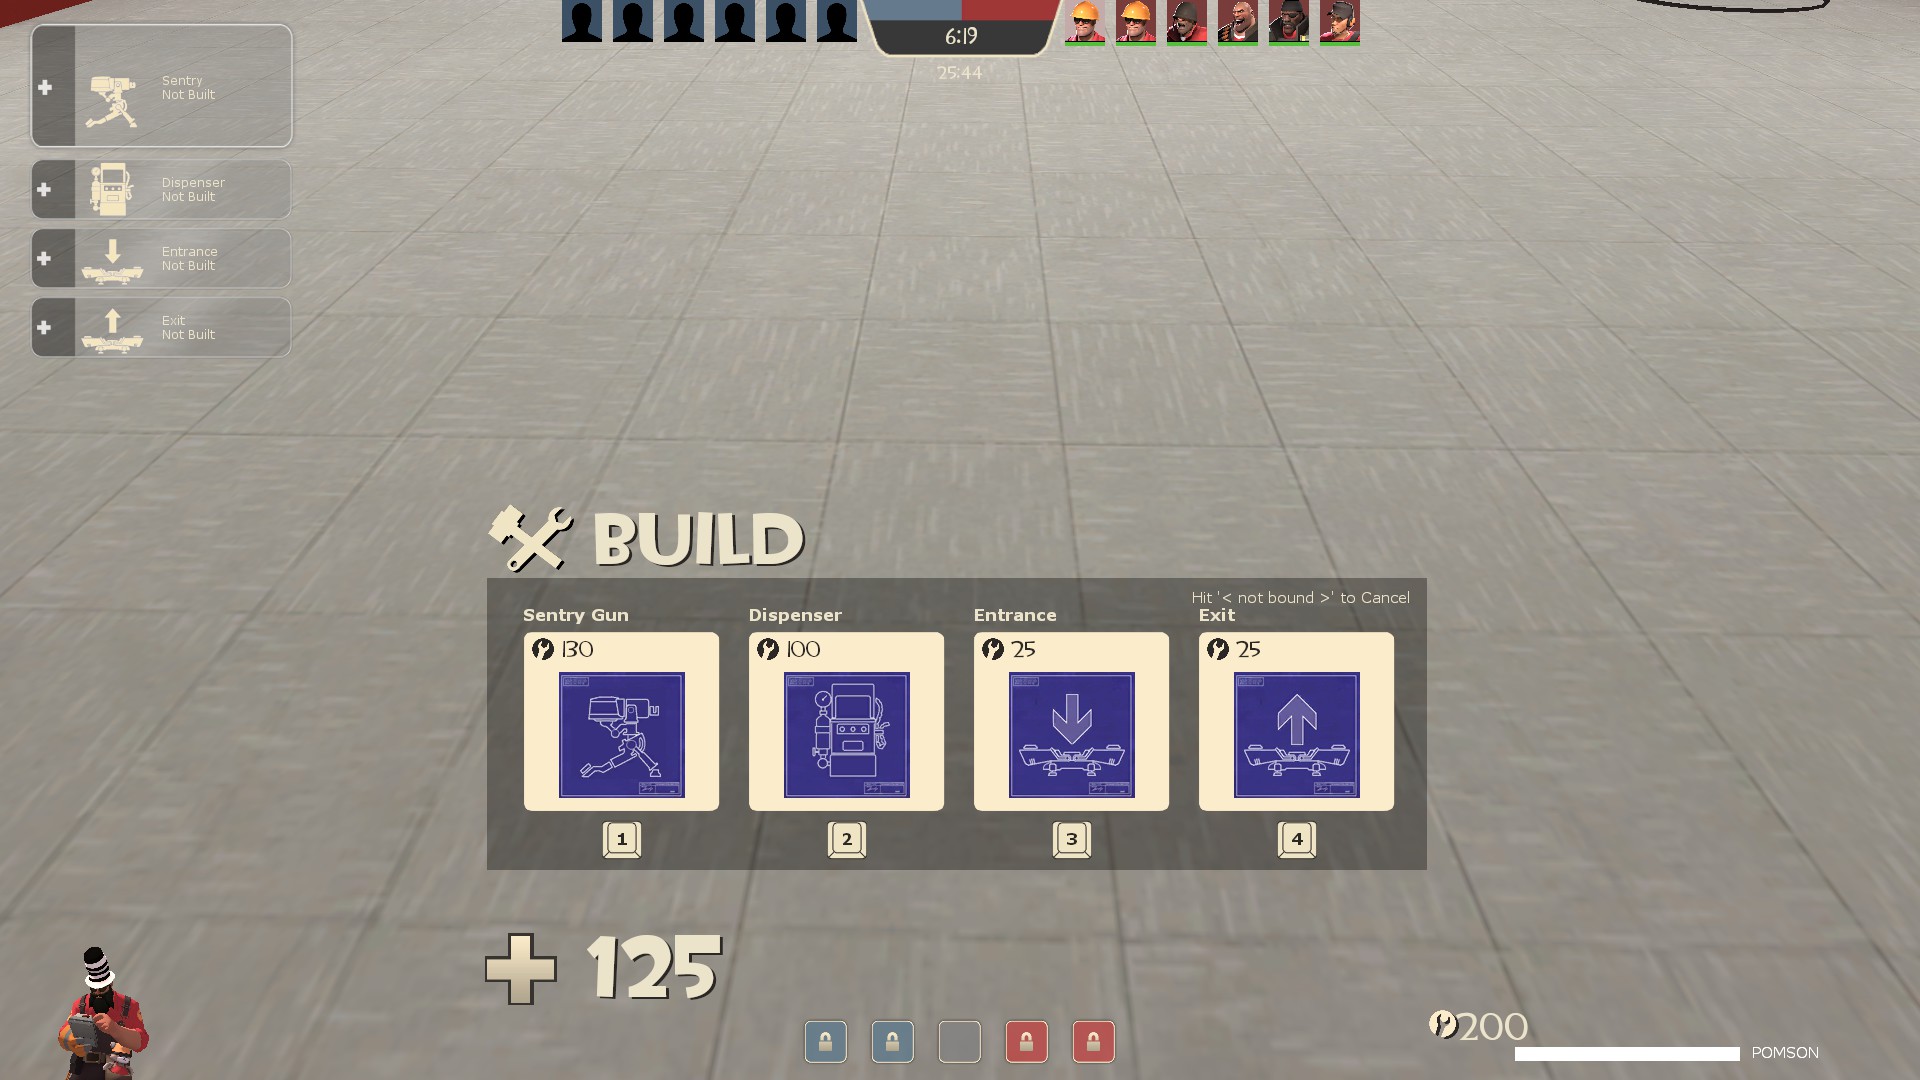 6:19
25:44
Sentry
Not Built
Dispenser
Not Built
Entrance
Not Built
Exit
Not Built
BUILD
Hit '< not bound >' to Cancel
Sentry Gun
Dispenser
Entrance
Exit
130
100
25
25
1
2
3
4
125
200
POMSON